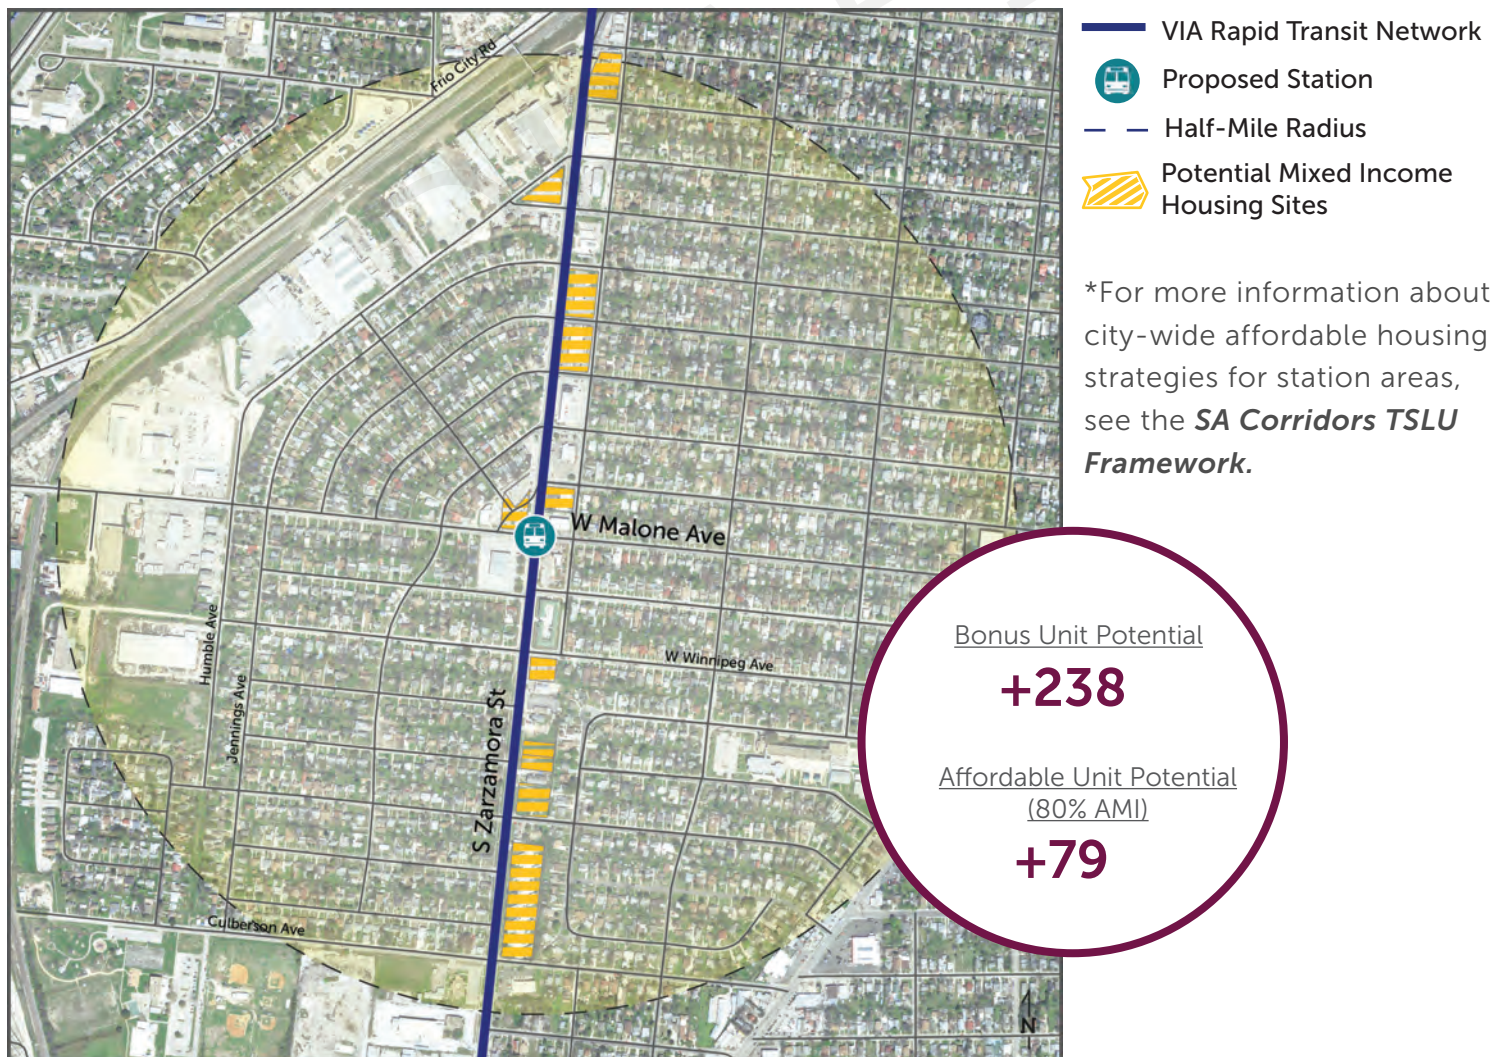 VIA Rapid Transit Network
Proposed Station
Half-Mile Radius
Potential Mixed Income
Housing Sites
*For more information about
city-wide affordable housing
strategies for station areas,
see the SA Corridors TSLU
Framework.
Frio City Rd
W Malone Ave
Humble Ave
Jennings Ave
W Winnipeg Ave
S Zarzamora St
Culberson Ave
N
Bonus Unit Potential
+238
Affordable Unit Potential
(80% AMI)
+79